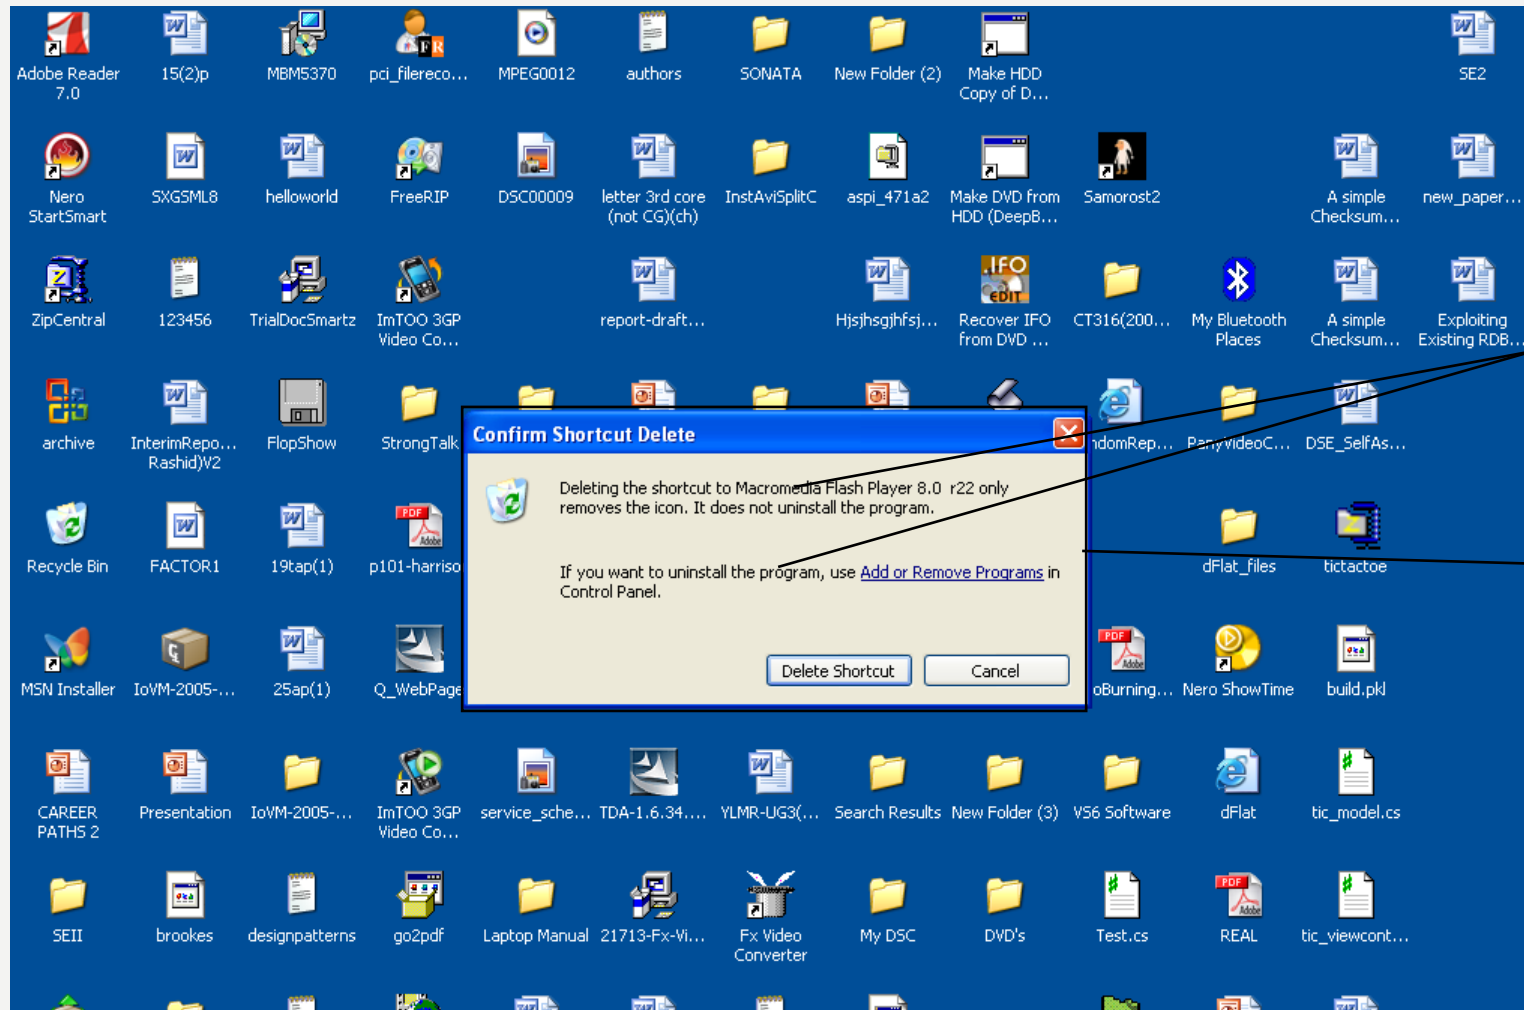 Adobe Reader
7.0
15(2)p
MBM5370
pci_filereco...
MPEG0012
authors
SONATA
New Folder (2)
Make HDD
Copy of D...
SE2
Nero
StartSmart
SXGSML8
helloworld
FreeRIP
DSC00009
letter 3rd core
(not CG)(ch)
InstAviSplitC
aspi_471a2
Make DVD from
HDD (DeepB...
Samorost2
A simple
Checksum...
new_paper...
ZipCentral
123456
TrialDocSmartz
ImTOO 3GP
Video Co...
report-draft...
Hjsjhsgjhfsj...
.IFO
EDIT
Recover IFO
from DVD ...
CT316(200...
My Bluetooth
Places
A simple
Checksum...
Exploiting
Existing RDB...
archive
InterimRepo...
Rashid)V2
FlopShow
StrongTalk
ndomRep...
PanyVideoC...
DSE_SelfAs...
Confirm Shortcut Delete
Deleting the shortcut to Macromedia Flash Player 8.0 r22 only
removes the icon. It does not uninstall the program.
If you want to uninstall the program, use Add or Remove Programs in
Control Panel.
Delete Shortcut
Cancel
Recycle Bin
FACTOR1
19tap(1)
p101-harriso
dFlat_files
tictactoe
MSN Installer
IoVM-2005-...
25ap(1)
Q_WebPage
oBurning...
Nero ShowTime
build.pkl
CAREER
PATHS 2
Presentation
IoVM-2005-...
ImTOO 3GP
Video Co...
service_sche...
TDA-1.6.34....
YLMR-UG3(...
Search Results
New Folder (3)
VS6 Software
dFlat
tic_model.cs
SEII
brookes
designpatterns
go2pdf
Laptop Manual
21713-Fx-Vi...
Fx Video
Converter
My DSC
DVD's
Test.cs
REAL
tic_viewcont...